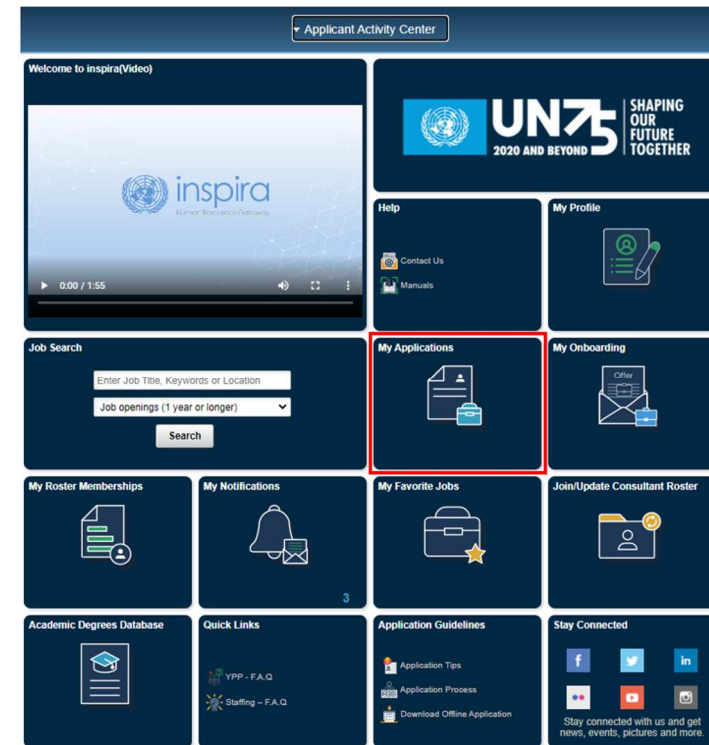 Applicant Activity Center
Welcome to inspira(Video)
inspira
Human Resources Gateway
0:00 / 1:55
UN75
2020 AND BEYOND
SHAPING
OUR
FUTURE
TOGETHER
Help
Contact Us
Manuals
My Profile
Job Search
Enter Job Title, Keywords or Location
Job openings (1 year or longer)
Search
My Applications
My Onboarding
Offer
My Roster Memberships
My Notifications
3
My Favorite Jobs
Join/Update Consultant Roster
Academic Degrees Database
Quick Links
YPP - F.A.Q
Staffing – F.A.Q
Application Guidelines
Application Tips
Application Process
Download Offline Application
Stay Connected
Stay connected with us and get
news, events, pictures and more.